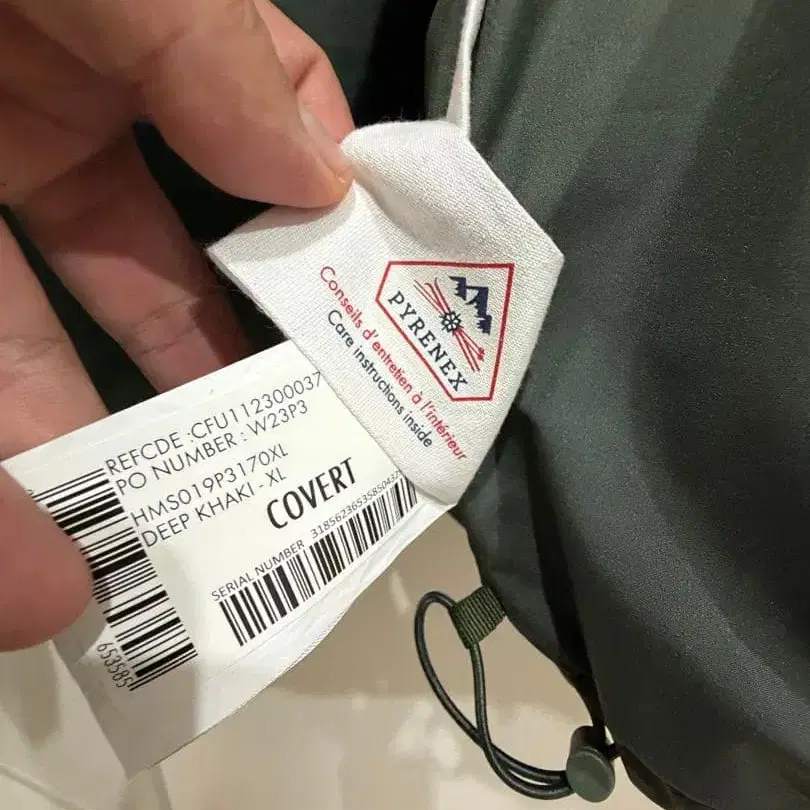 PYRENEX
Conseils d'entretien à l'intérieur
Care instructions inside
REFCDE :CFU112300037
PO NUMBER : W23P3
HMS019P3170XL
DEEP KHAKI - XL
COVERT
SERIAL NUMBER
653585